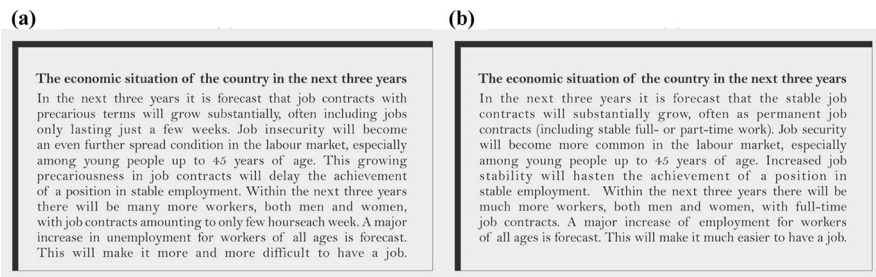 (a)
The economic situation of the country in the next three years
In the next three years it is forecast that job contracts with
precarious terms will grow substantially, often including jobs
only lasting just a few weeks. Job insecurity will become
an even further spread condition in the labour market, especially
among young people up to 45 years of age. This growing
precariousness in job contracts will delay the achievement
of a position in stable employment. Within the next three years
there will be many more workers, both men and women,
with job contracts amounting to only few hourseach week. A major
increase in unemployment for workers of all ages is forecast.
This will make it more and more difficult to have a job.
(b)
The economic situation of the country in the next three years
In the next three years it is forecast that the stable job
contracts will substantially grow, often as permanent job
contracts (including stable full- or part-time work). Job security
will become more common in the labour market, especially
among young people up to 45 years of age. Increased job
stability will hasten the achievement of a position in
stable employment. Within the next three years there will be
much more workers, both men and women, with full-time
job contracts. A major increase of employment for workers
of all ages is forecast. This will make it much easier to have a job.